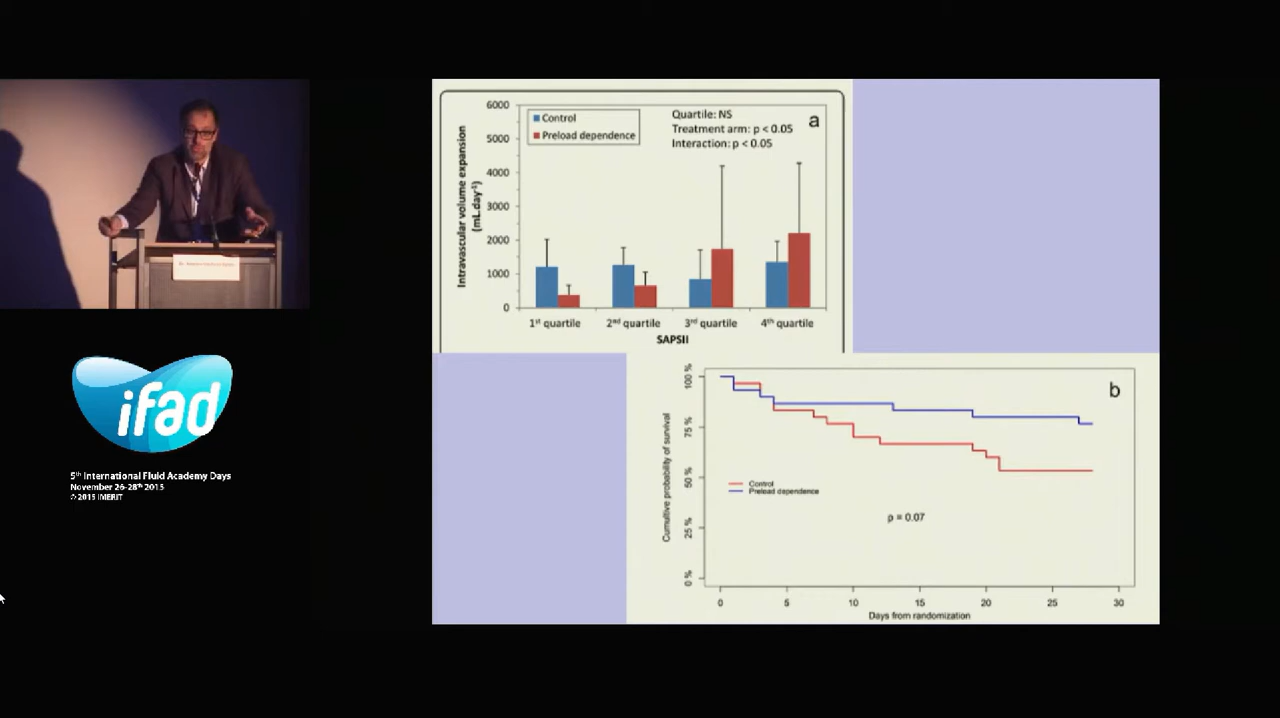 6000
5000
4000
3000
2000
1000
0
Intravascular volume expansion
(mL.day⁻¹)
Control
Preload dependence
Quartile: NS
Treatment arm: p < 0.05
Interaction: p < 0.05
a
1st quartile
2nd quartile
3rd quartile
4th quartile
SAPSII
ifad
5th International Fluid Academy Days
November 26-28th 2015
© 2015 IMERIT
100 %
75 %
50 %
25 %
0 %
Cumultive probability of survival
b
Control
Preload dependence
p = 0.07
0 5 10 15 20 25 30
Days from randomization